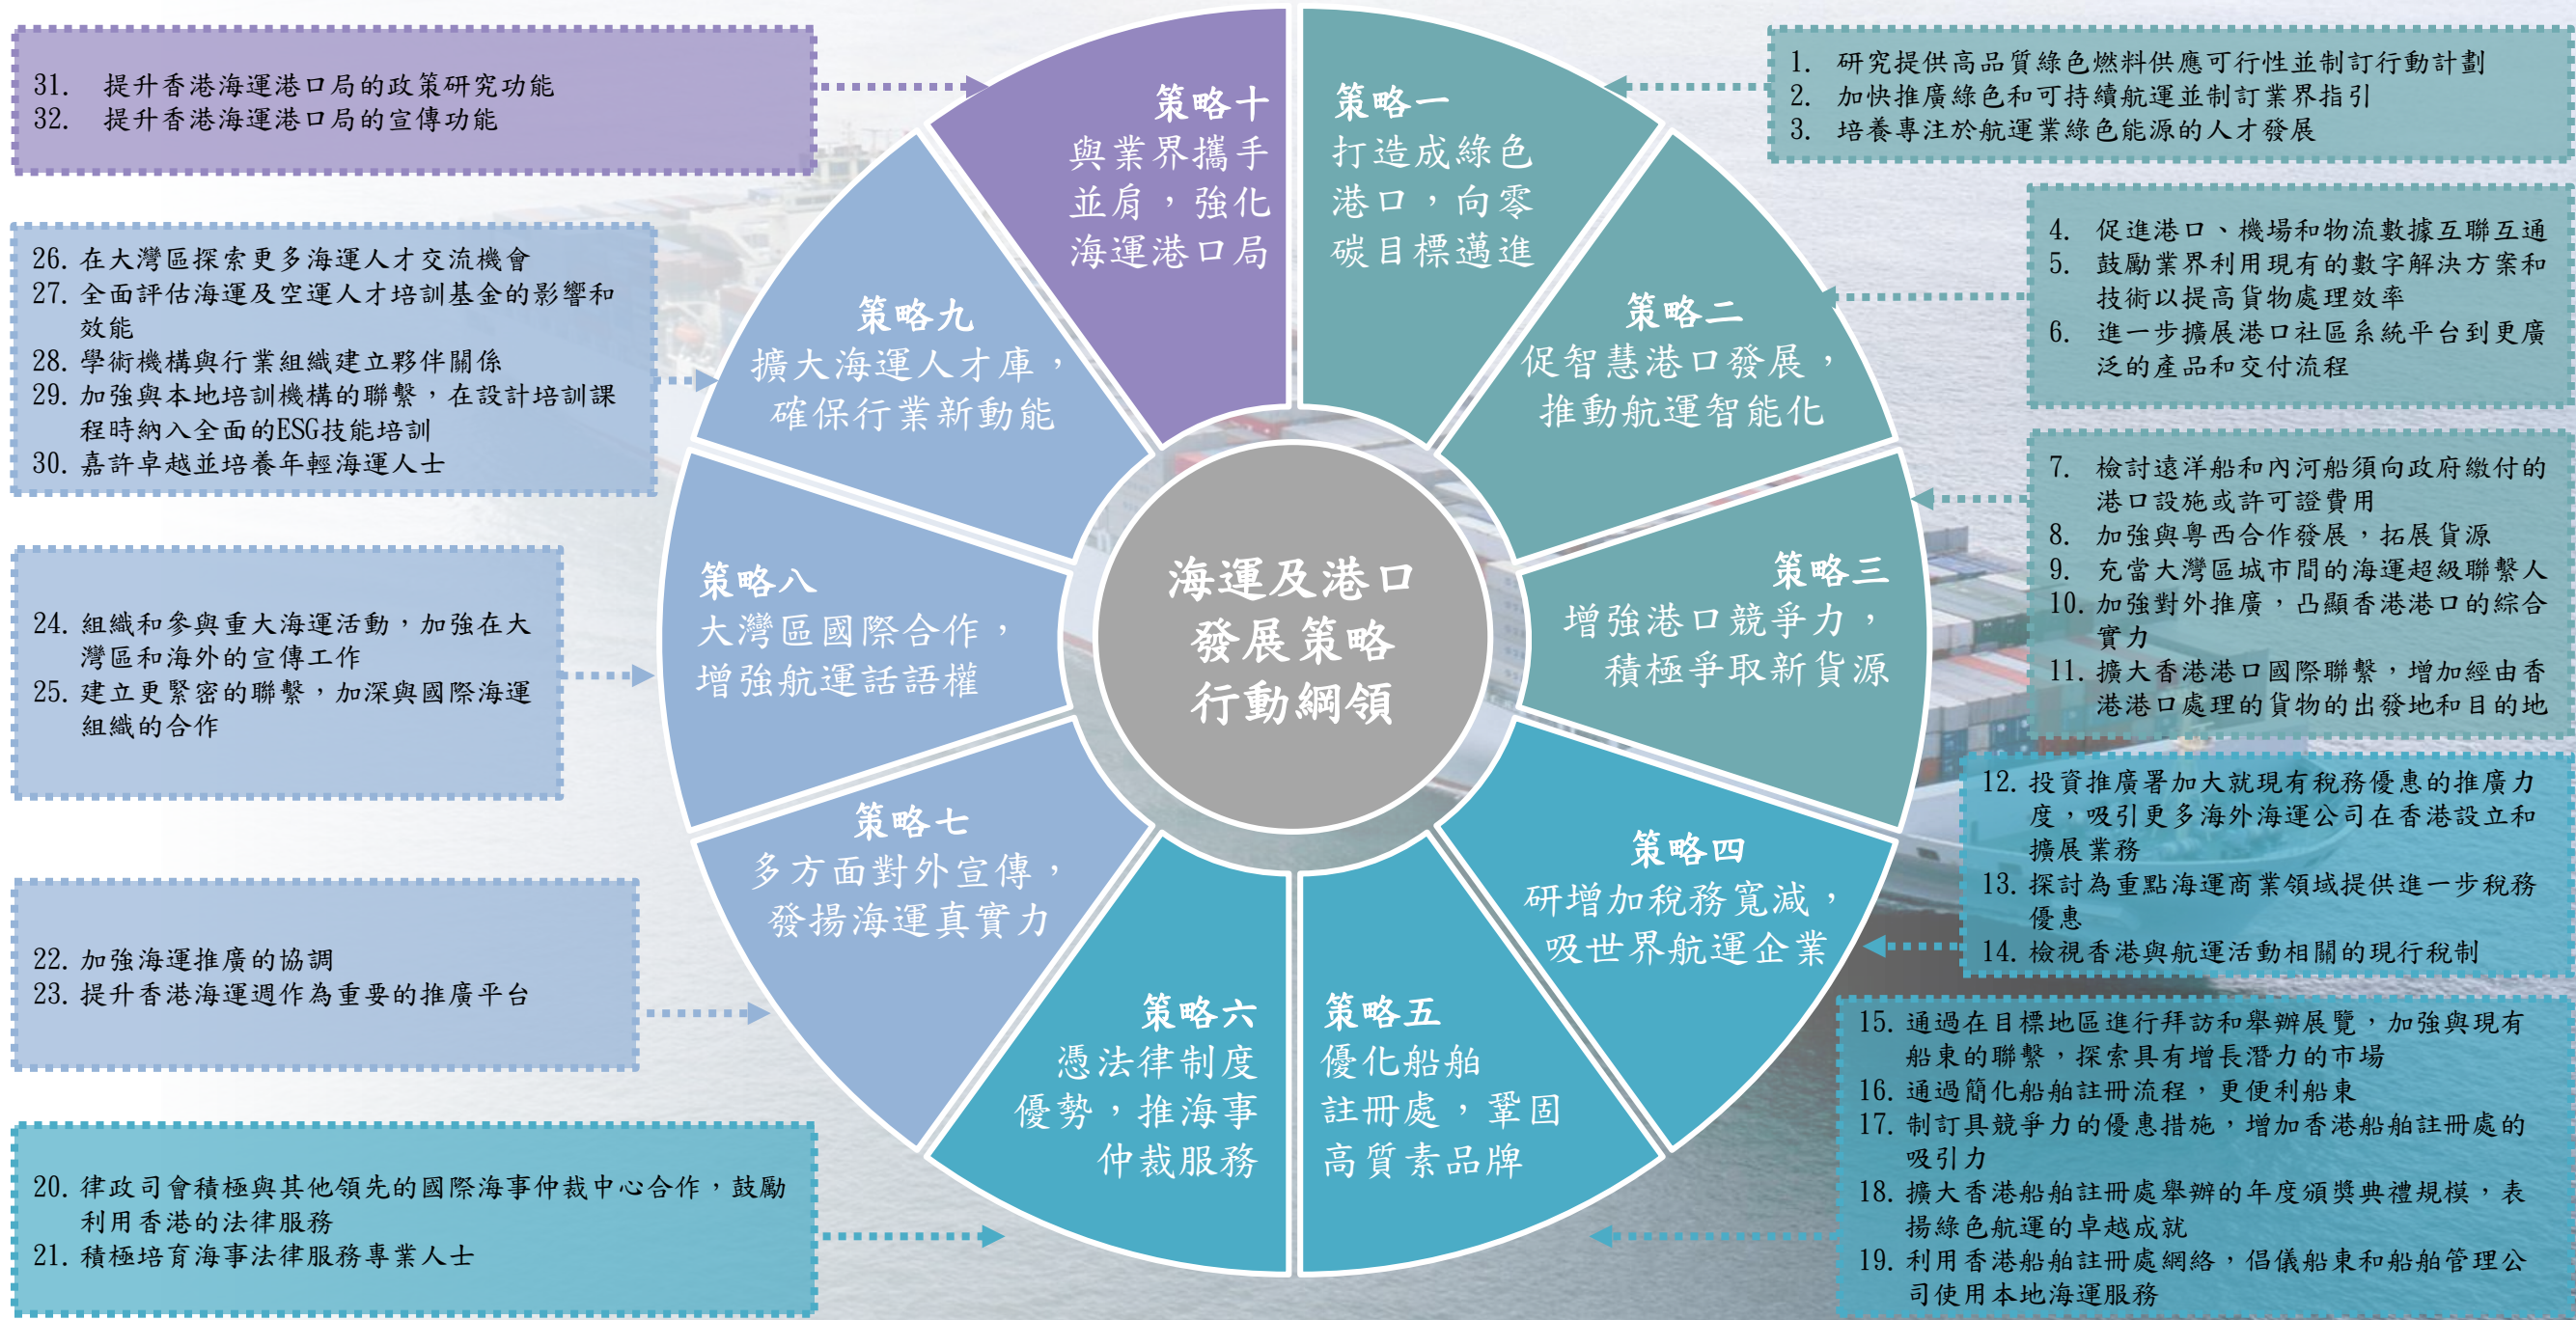 海運及港口
發展策略
行動綱領
策略一
打造成綠色
港口，向零
碳目標邁進
1. 研究提供高品質綠色燃料供應可行性並制訂行動計劃
2. 加快推廣綠色和可持續航運並制訂業界指引
3. 培養專注於航運業綠色能源的人才發展
策略二
促智慧港口發展，
推動航運智能化
4. 促進港口、機場和物流數據互聯互通
5. 鼓勵業界利用現有的數字解決方案和
技術以提高貨物處理效率
6. 進一步擴展港口社區系統平台到更廣
泛的產品和交付流程
策略三
增強港口競爭力，
積極爭取新貨源
7. 檢討遠洋船和內河船須向政府繳付的
港口設施或許可證費用
8. 加強與粵西合作發展，拓展貨源
9. 充當大灣區城市間的海運超級聯繫人
10. 加強對外推廣，凸顯香港港口的綜合
實力
11. 擴大香港港口國際聯繫，增加經由香
港港口處理的貨物的出發地和目的地
策略四
研增加稅務寬減，
吸世界航運企業
12. 投資推廣署加大就現有稅務優惠的推廣力
度，吸引更多海外海運公司在香港設立和
擴展業務
13. 探討為重點海運商業領域提供進一步稅務
優惠
14. 檢視香港與航運活動相關的現行稅制
策略五
優化船舶
註冊處，鞏固
高質素品牌
15. 通過在目標地區進行拜訪和舉辦展覽，加強與現有
船東的聯繫，探索具有增長潛力的市場
16. 通過簡化船舶註冊流程，更便利船東
17. 制訂具競爭力的優惠措施，增加香港船舶註冊處的
吸引力
18. 擴大香港船舶註冊處舉辦的年度頒獎典禮規模，表
揚綠色航運的卓越成就
19. 利用香港船舶註冊處網絡，倡儀船東和船舶管理公
司使用本地海運服務
策略六
憑法律制度
優勢，推海事
仲裁服務
20. 律政司會積極與其他領先的國際海事仲裁中心合作，鼓勵
利用香港的法律服務
21. 積極培育海事法律服務專業人士
策略七
多方面對外宣傳，
發揚海運真實力
22. 加強海運推廣的協調
23. 提升香港海運週作為重要的推廣平台
策略八
大灣區國際合作，
增強航運話語權
24. 組織和參與重大海運活動，加強在大
灣區和海外的宣傳工作
25. 建立更緊密的聯繫，加深與國際海運
組織的合作
策略九
擴大海運人才庫，
確保行業新動能
26. 在大灣區探索更多海運人才交流機會
27. 全面評估海運及空運人才培訓基金的影響和
效能
28. 學術機構與行業組織建立夥伴關係
29. 加強與本地培訓機構的聯繫，在設計培訓課
程時納入全面的ESG技能培訓
30. 嘉許卓越並培養年輕海運人士
策略十
與業界攜手
並肩，強化
海運港口局
31. 提升香港海運港口局的政策研究功能
32. 提升香港海運港口局的宣傳功能